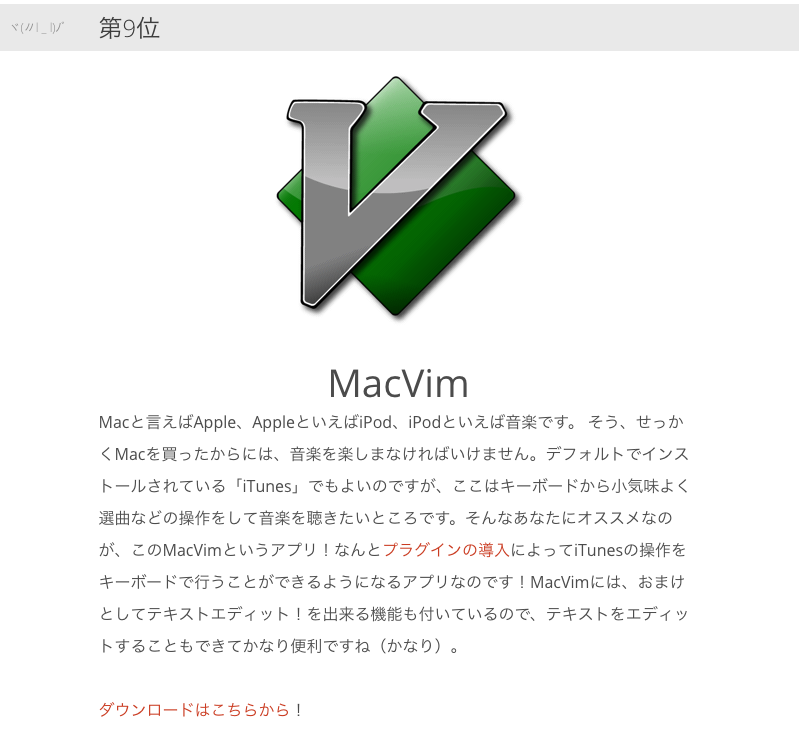 第9位
MacVim
Macと言えばApple、AppleといえばiPod、iPodといえば音楽です。 そう、せっか
くMacを買ったからには、音楽を楽しまなければいけません。デフォルトでインス
トールされている「iTunes」でもよいのですが、ここはキーボードから小気味よく
選曲などの操作をして音楽を聴きたいところです。そんなあなたにオススメなの
が、このMacVimというアプリ！なんとプラグインの導入によってiTunesの操作を
キーボードで行うことができるようになるアプリなのです！MacVimには、おまけ
としてテキストエディット！を出来る機能も付いているので、テキストをエディッ
トすることもできてかなり便利ですね（かなり）。
ダウンロードはこちらから！